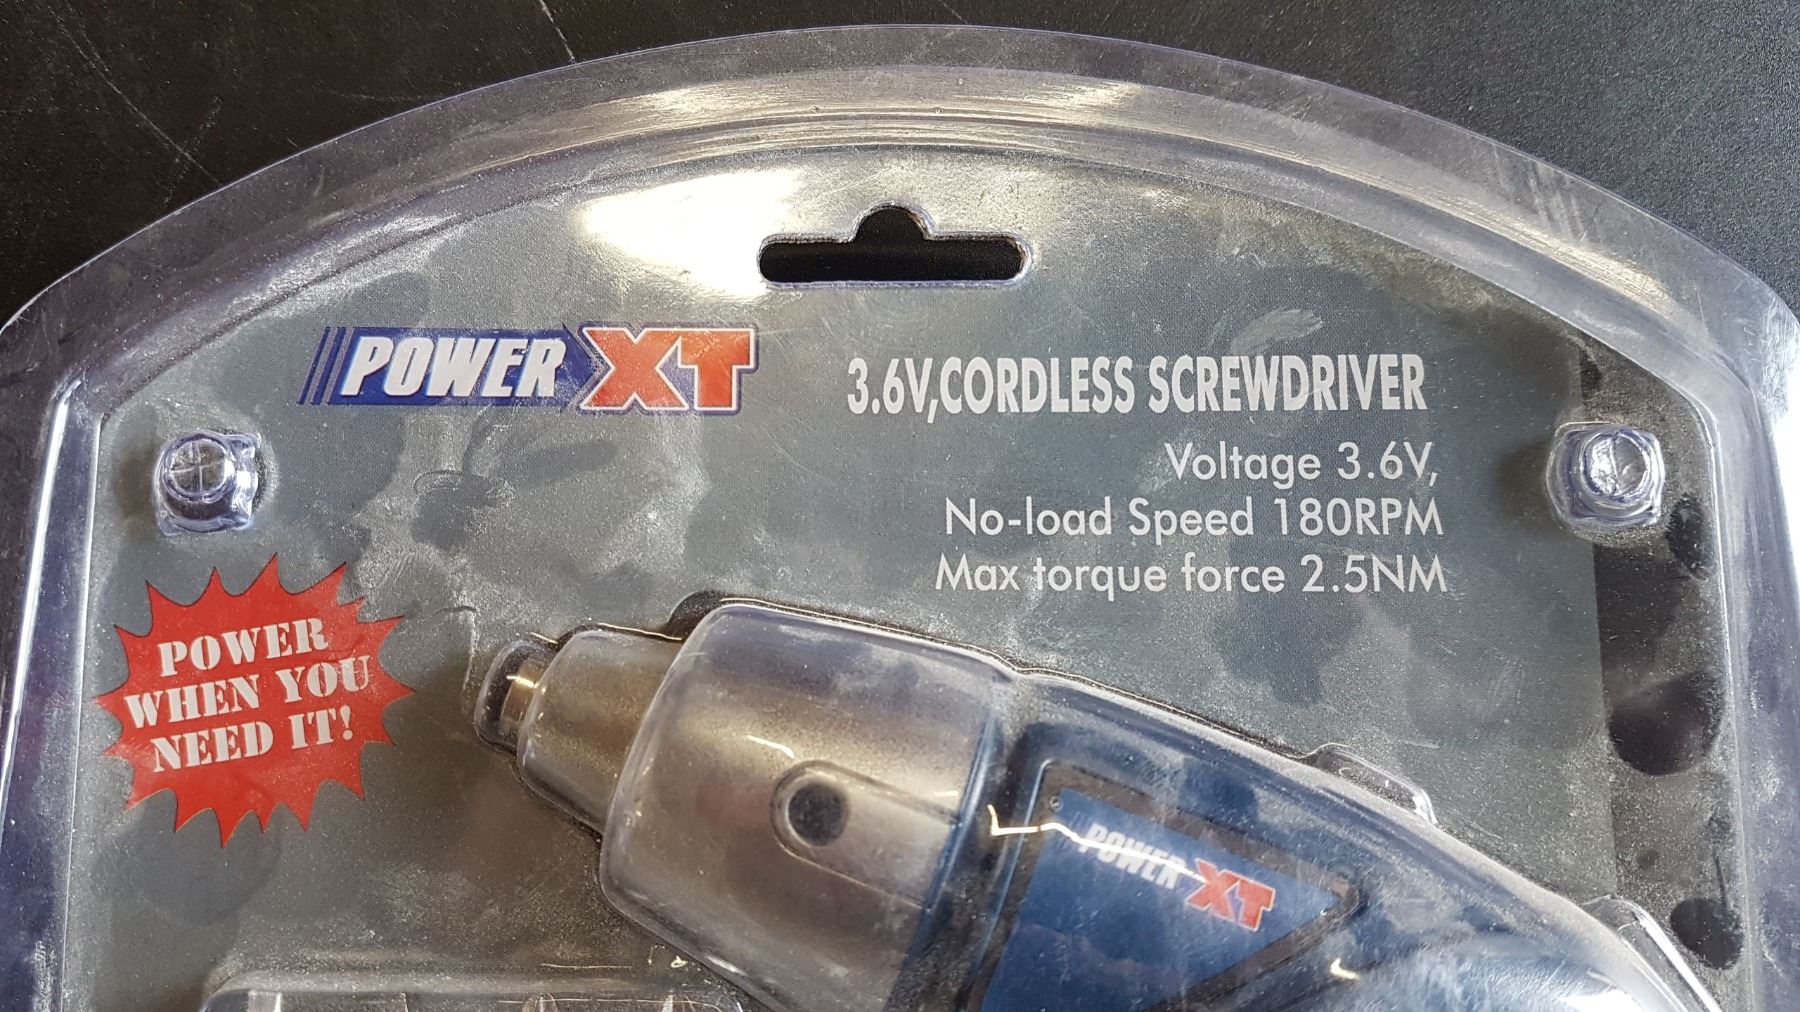 POWER XT
3.6V,CORDLESS SCREWDRIVER
Voltage 3.6V,
No-load Speed 180RPM
Max torque force 2.5NM
POWER
WHEN YOU
NEED IT!
POWER XT